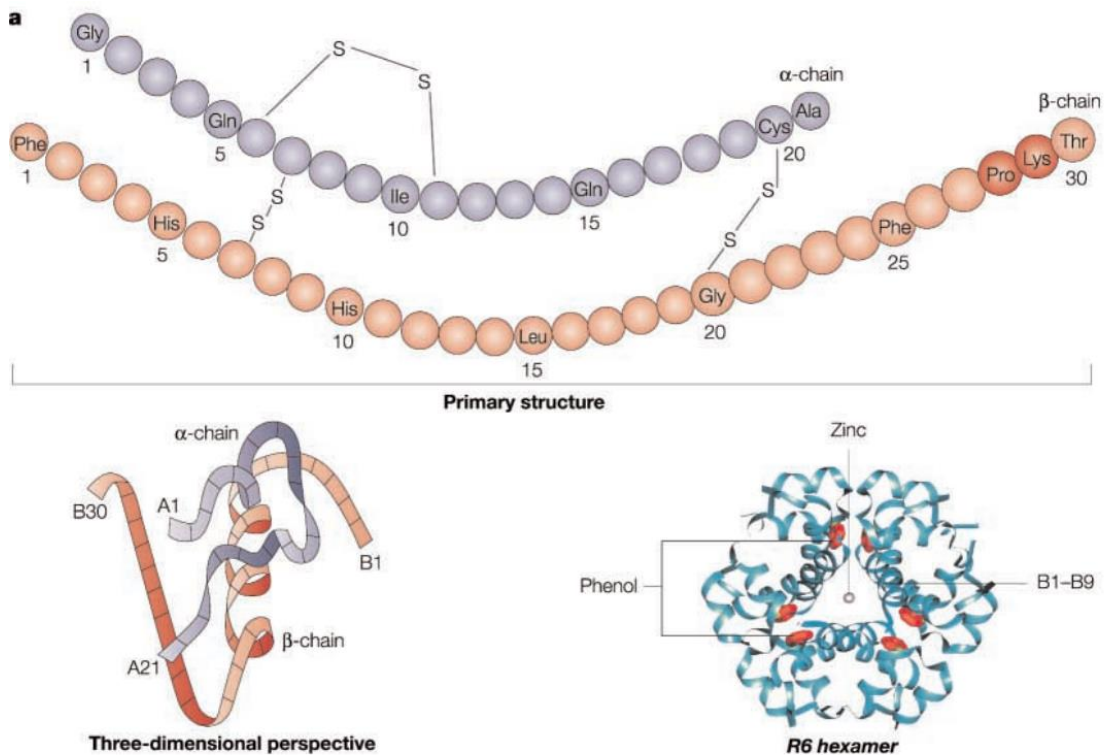 a
Gly
1
Gln
5
S
S
Ile
10
Gln
15
α-chain
Cys
20
Ala
Phe
1
His
5
S
S
His
10
Leu
15
S
S
Gly
20
Phe
25
Pro
Lys
β-chain
Thr
30
Primary structure
α-chain
B30
A1
B1
β-chain
A21
Three-dimensional perspective
Zinc
Phenol
B1–B9
R6 hexamer